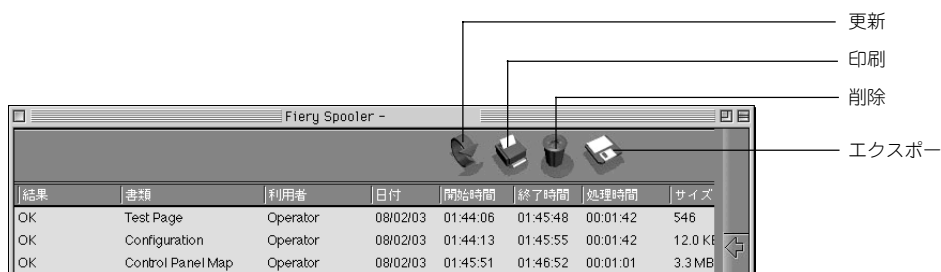 更新
印刷
削除
エクスポー
Fiery Spooler -
結果 書類 利用者 日付 開始時間 終了時間 処理時間 サイズ
OK Test Page Operator 08/02/03 01:44:06 01:45:48 00:01:42 546
OK Configuration Operator 08/02/03 01:44:13 01:45:55 00:01:42 12.0 K
OK Control Panel Map Operator 08/02/03 01:45:51 01:46:52 00:01:01 3.3 MB